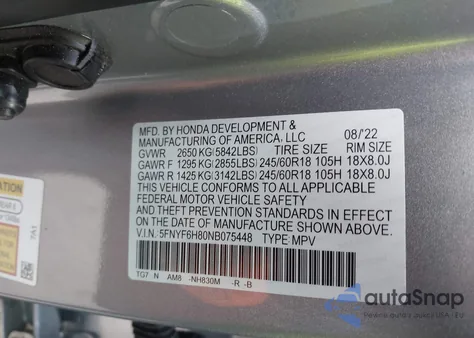 MFD. BY HONDA DEVELOPMENT &
MANUFACTURING OF AMERICA, LLC 08/'22
GVWR 2650 KG(5842LBS) TIRE SIZE RIM SIZE
GAWR F 1295 KG(2855LBS) 245/60R18 105H 18X8.0J
GAWR R 1425 KG(3142LBS) 245/60R18 105H 18X8.0J
THIS VEHICLE CONFORMS TO ALL APPLICABLE
FEDERAL MOTOR VEHICLE SAFETY
AND THEFT PREVENTION STANDARDS IN EFFECT
ON THE DATE OF MANUFACTURE SHOWN ABOVE.
V.I.N. 5FNYF6H80NB075448 TYPE: MPV
TG7 N AM8 -NH830M -R -B
autoSnap